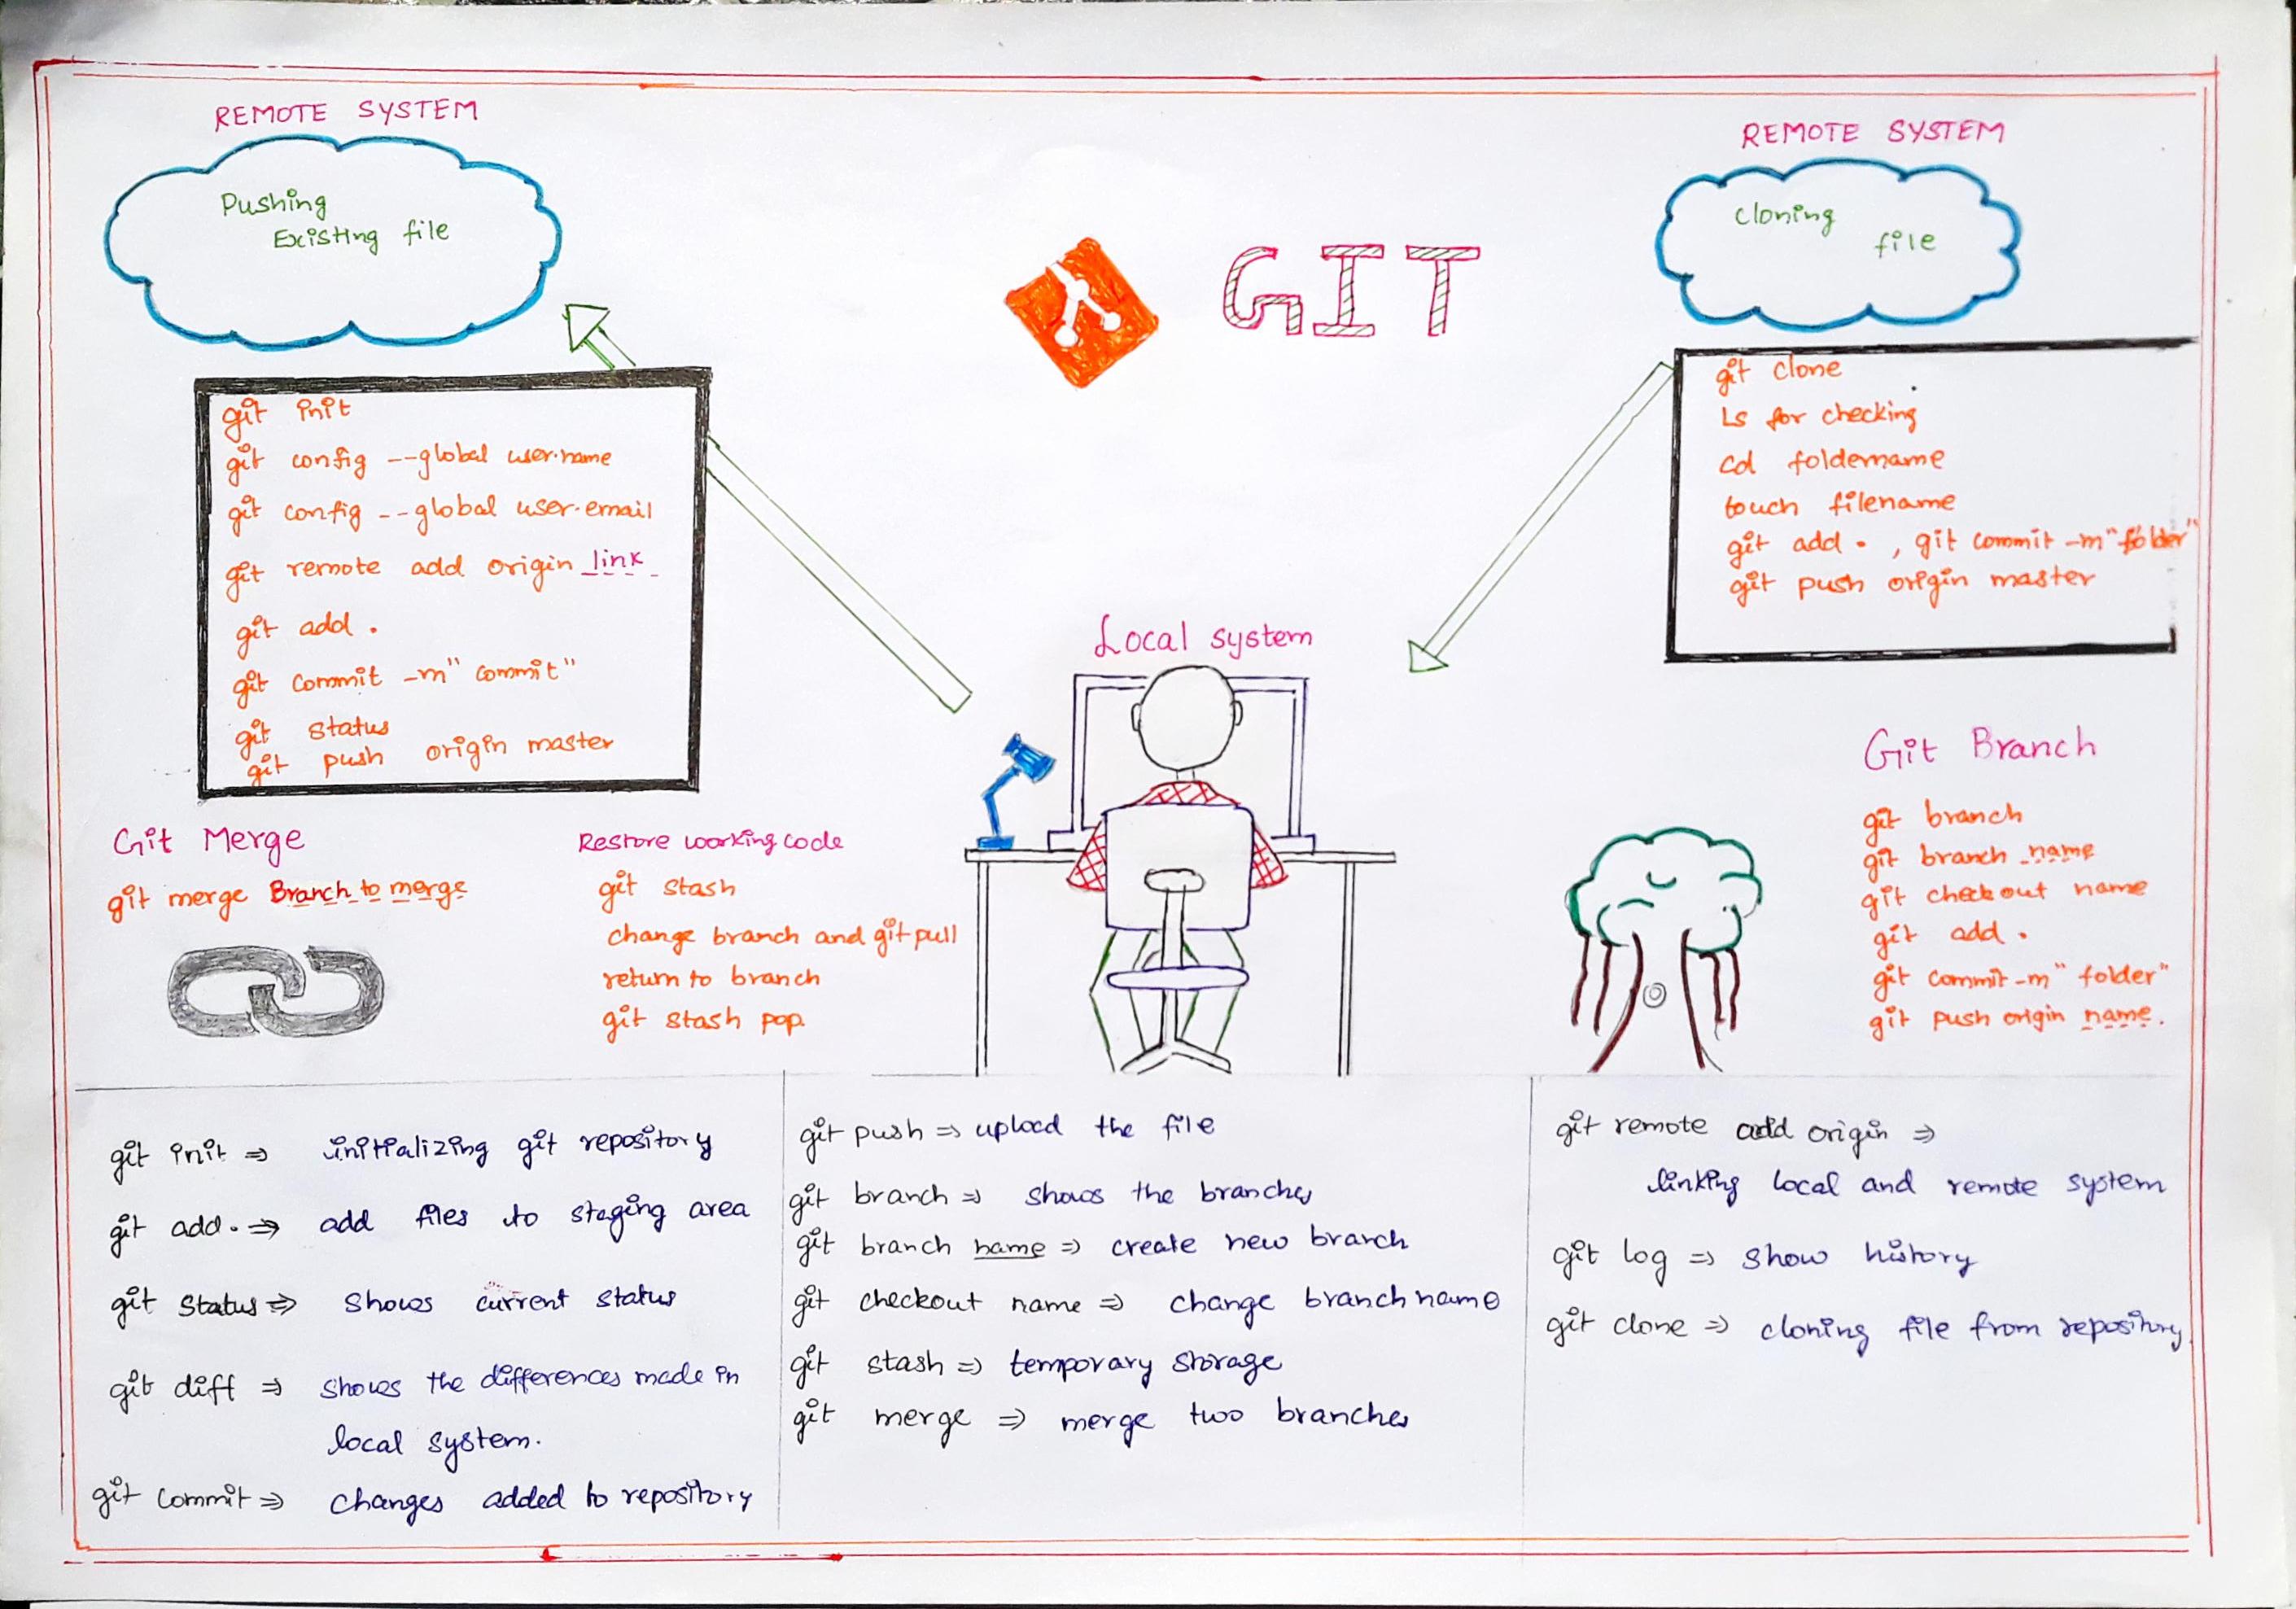 REMOTE SYSTEM
Pushing
Existing file
GIT
REMOTE SYSTEM
Cloning
file
git init
git config --global user.name
git config --global user.email
git remote add origin link
git add .
git commit -m" commit"
git status
git push origin master
git clone
Ls for checking
cd foldername
touch filename
git add . , git commit -m"folder"
git push origin master
Local system
Git Merge
git merge Branch to merge
Restore working code
git stash
change branch and git pull
return to branch
git stash pop.
Git Branch
git branch
git branch name
git checkout name
git add .
git commit -m" folder"
git push origin name.
git init ⇒ initializing git repository
git add . ⇒ add files to staging area
git status ⇒ shows current status
git diff ⇒ shows the differences made in
local system.
git commit ⇒ changes added to repository
git push ⇒ upload the file
git branch ⇒ shows the branches
git branch name ⇒ create new branch
git checkout name ⇒ change branch name
git stash ⇒ temporary storage
git merge ⇒ merge two branches
git remote add origin ⇒
linking local and remote system
git log ⇒ show history
git clone ⇒ cloning file from repository